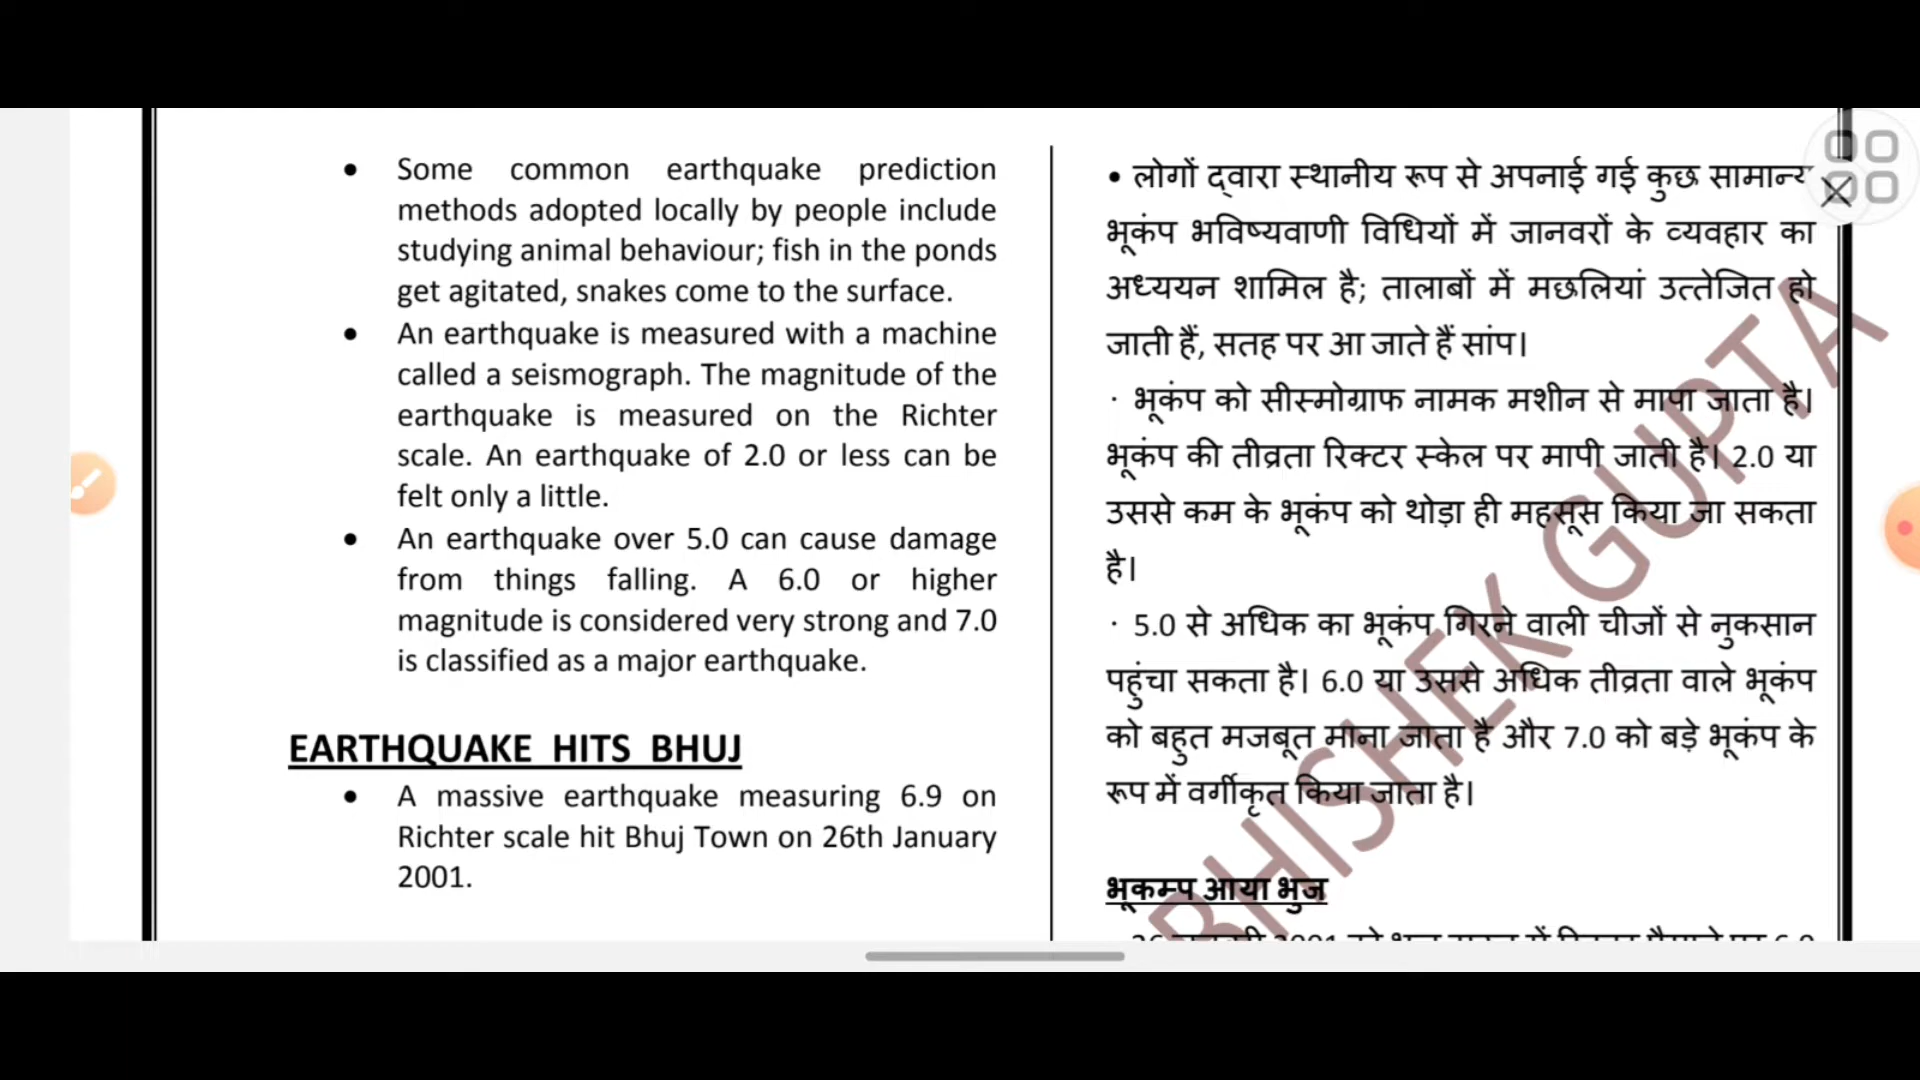 Some common earthquake prediction
methods adopted locally by people include
studying animal behaviour; fish in the ponds
get agitated, snakes come to the surface.
An earthquake is measured with a machine
called a seismograph. The magnitude of the
earthquake is measured on the Richter
scale. An earthquake of 2.0 or less can be
felt only a little.
An earthquake over 5.0 can cause damage
from things falling. A 6.0 or higher
magnitude is considered very strong and 7.0
is classified as a major earthquake.
EARTHQUAKE HITS BHUJ
A massive earthquake measuring 6.9 on
Richter scale hit Bhuj Town on 26th January
2001.
• लोगों द्वारा स्थानीय रूप से अपनाई गई कुछ सामान्य
भूकंप भविष्यवाणी विधियों में जानवरों के व्यवहार का
अध्ययन शामिल है; तालाबों में मछलियां उत्तेजित हो
जाती हैं, सतह पर आ जाते हैं सांप।
· भूकंप को सीस्मोग्राफ नामक मशीन से मापा जाता है।
भूकंप की तीव्रता रिक्टर स्केल पर मापी जाती है। 2.0 या
उससे कम के भूकंप को थोड़ा ही महसूस किया जा सकता
है।
· 5.0 से अधिक का भूकंप गिरने वाली चीजों से नुकसान
पहुंचा सकता है। 6.0 या उससे अधिक तीव्रता वाले भूकंप
को बहुत मजबूत माना जाता है और 7.0 को बड़े भूकंप के
रूप में वर्गीकृत किया जाता है।
भूकम्प आया भुज
BHISHEK GUPTA